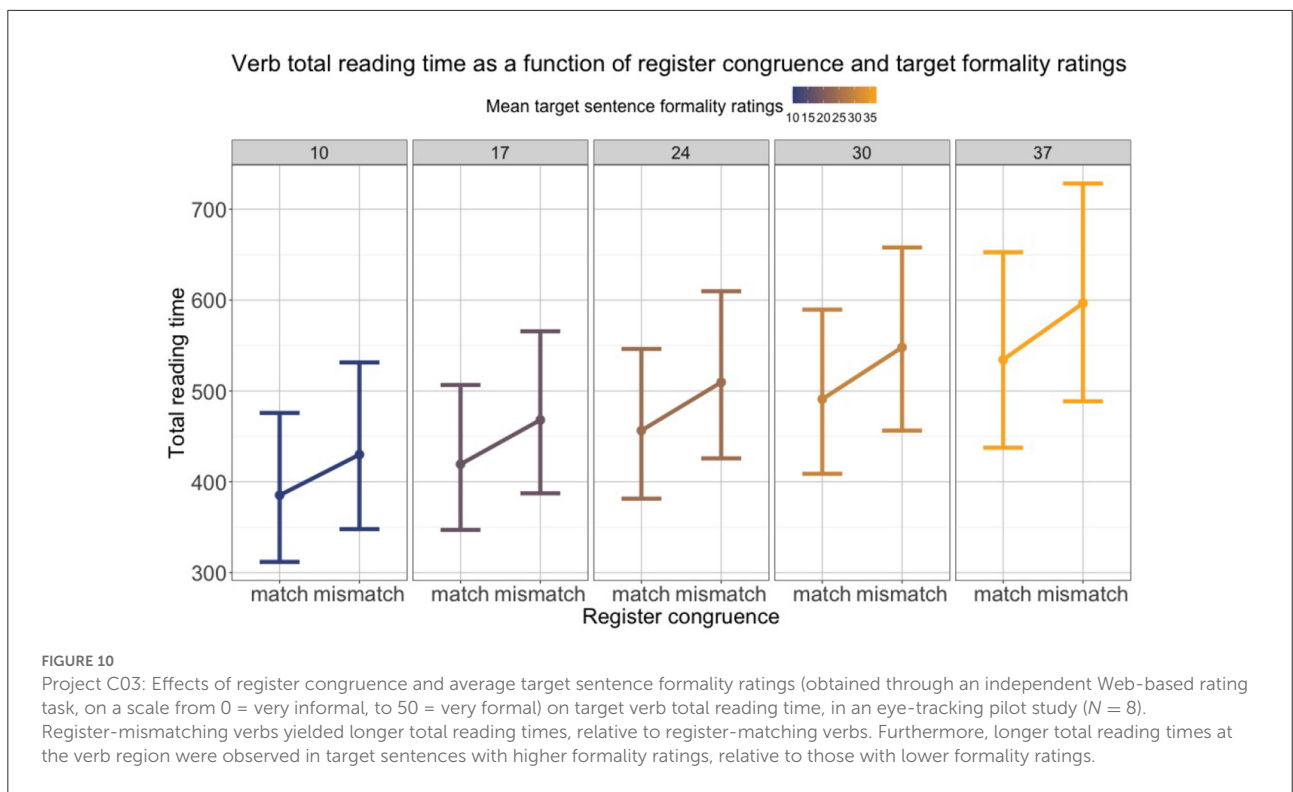 Verb total reading time as a function of register congruence and target formality ratings
Mean target sentence formality ratings
10 15 20 25 30 35
10 17 24 30 37
Total reading time
700
600
500
400
300
match mismatch match mismatch match mismatch match mismatch match mismatch
Register congruence
FIGURE 10
Project C03: Effects of register congruence and average target sentence formality ratings (obtained through an independent Web-based rating
task, on a scale from 0 = very informal, to 50 = very formal) on target verb total reading time, in an eye-tracking pilot study (N = 8).
Register-mismatching verbs yielded longer total reading times, relative to register-matching verbs. Furthermore, longer total reading times at
the verb region were observed in target sentences with higher formality ratings, relative to those with lower formality ratings.